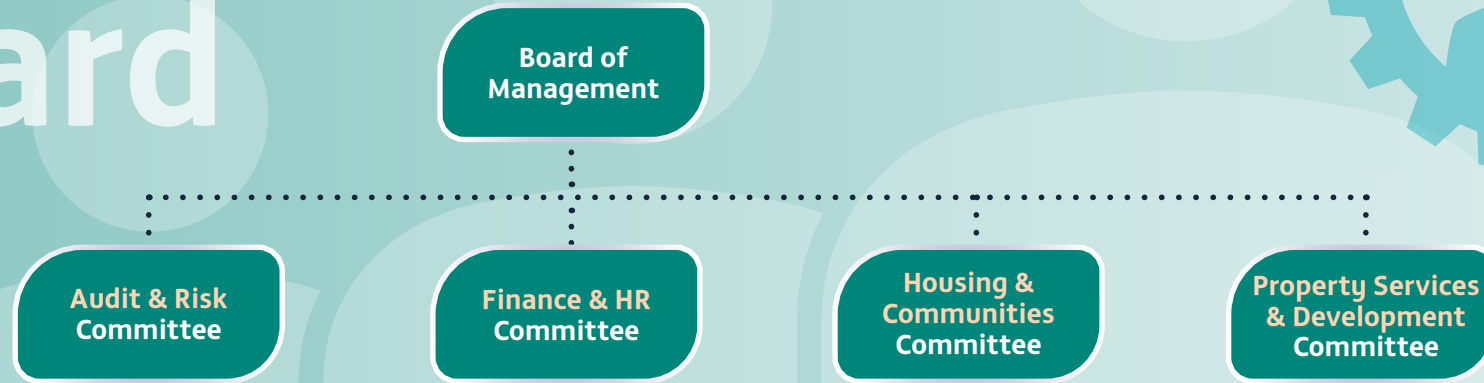 ard
Board of
Management
Audit & Risk
Committee
Finance & HR
Committee
Housing &
Communities
Committee
Property Services
& Development
Committee